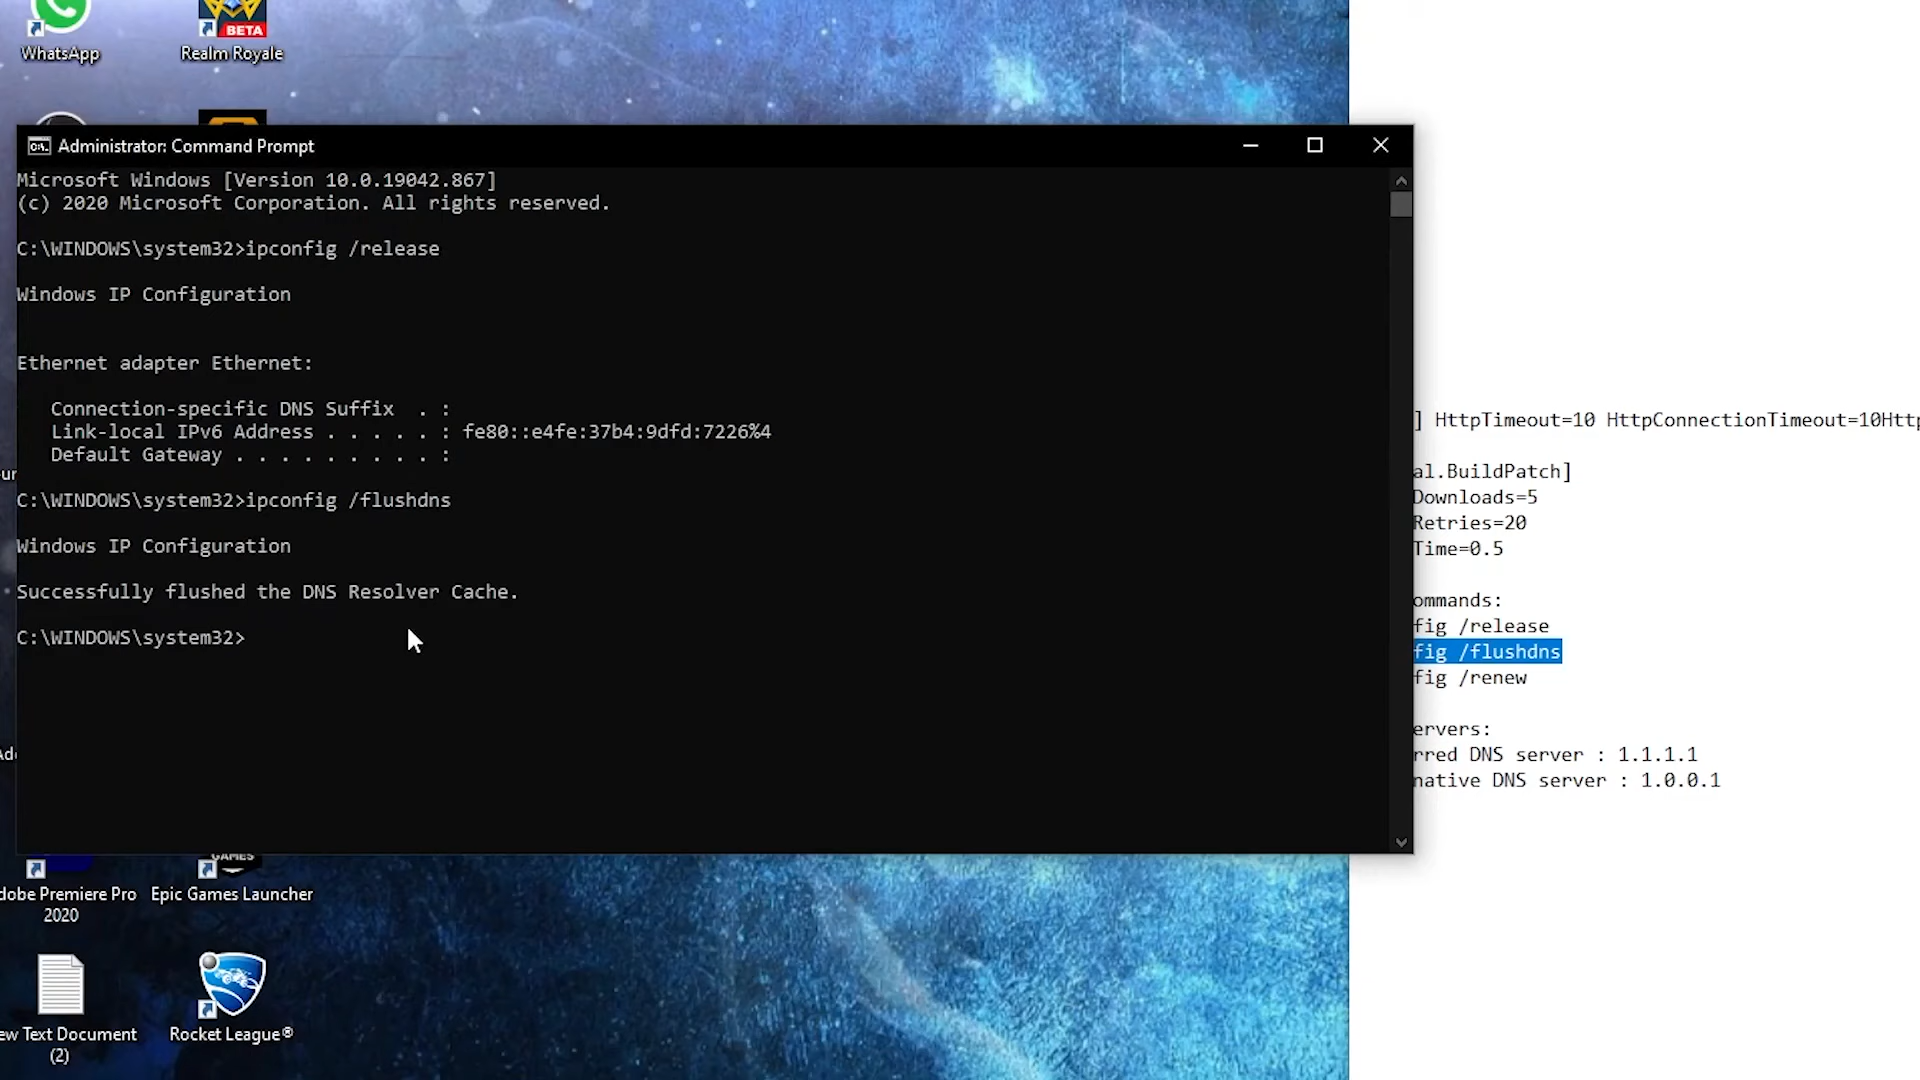 WhatsApp
BETA
Realm Royale
Administrator: Command Prompt
Microsoft Windows [Version 10.0.19042.867]
(c) 2020 Microsoft Corporation. All rights reserved.
C:\WINDOWS\system32>ipconfig /release
Windows IP Configuration
Ethernet adapter Ethernet:
Connection-specific DNS Suffix . :
Link-local IPv6 Address . . . . . : fe80::e4fe:37b4:9dfd:7226%4
Default Gateway . . . . . . . . . :
C:\WINDOWS\system32>ipconfig /flushdns
Windows IP Configuration
Successfully flushed the DNS Resolver Cache.
C:\WINDOWS\system32>
] HttpTimeout=10 HttpConnectionTimeout=10Http
al.BuildPatch]
Downloads=5
Retries=20
Time=0.5
ommands:
fig /release
fig /flushdns
fig /renew
ervers:
rred DNS server : 1.1.1.1
native DNS server : 1.0.0.1
GAMES
dobe Premiere Pro
2020
Epic Games Launcher
ew Text Document
(2)
Rocket League®